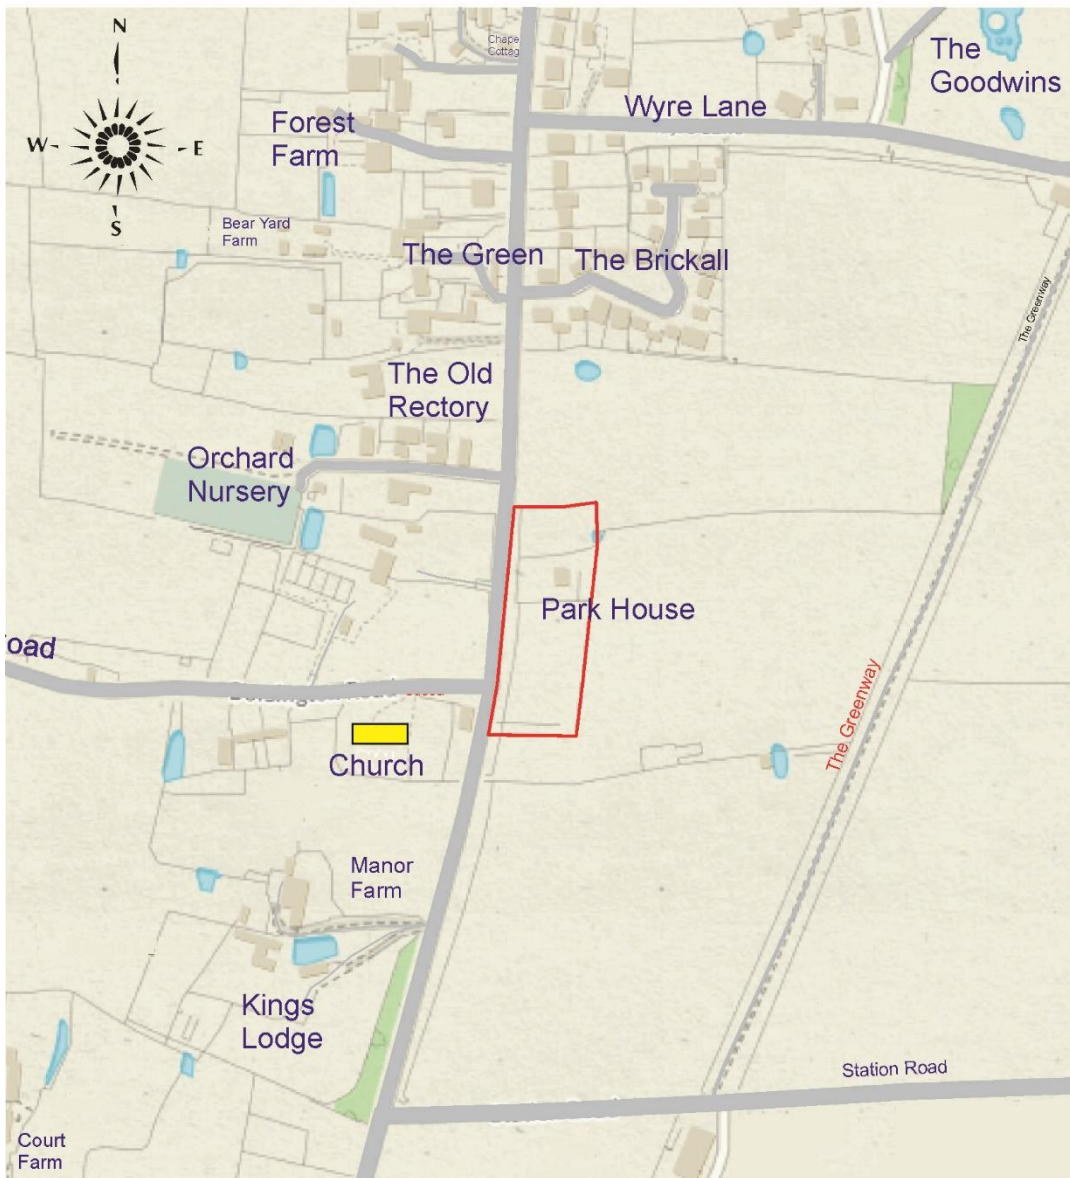 N
W
E
S
Chape
Cottag
The
Goodwins
Wyre Lane
Forest
Farm
Bear Yard
Farm
The Green
The Brickall
The Greenway
The Old
Rectory
Orchard
Nursery
Park House
oad
The Greenway
Church
Manor
Farm
Kings
Lodge
Station Road
Court
Farm